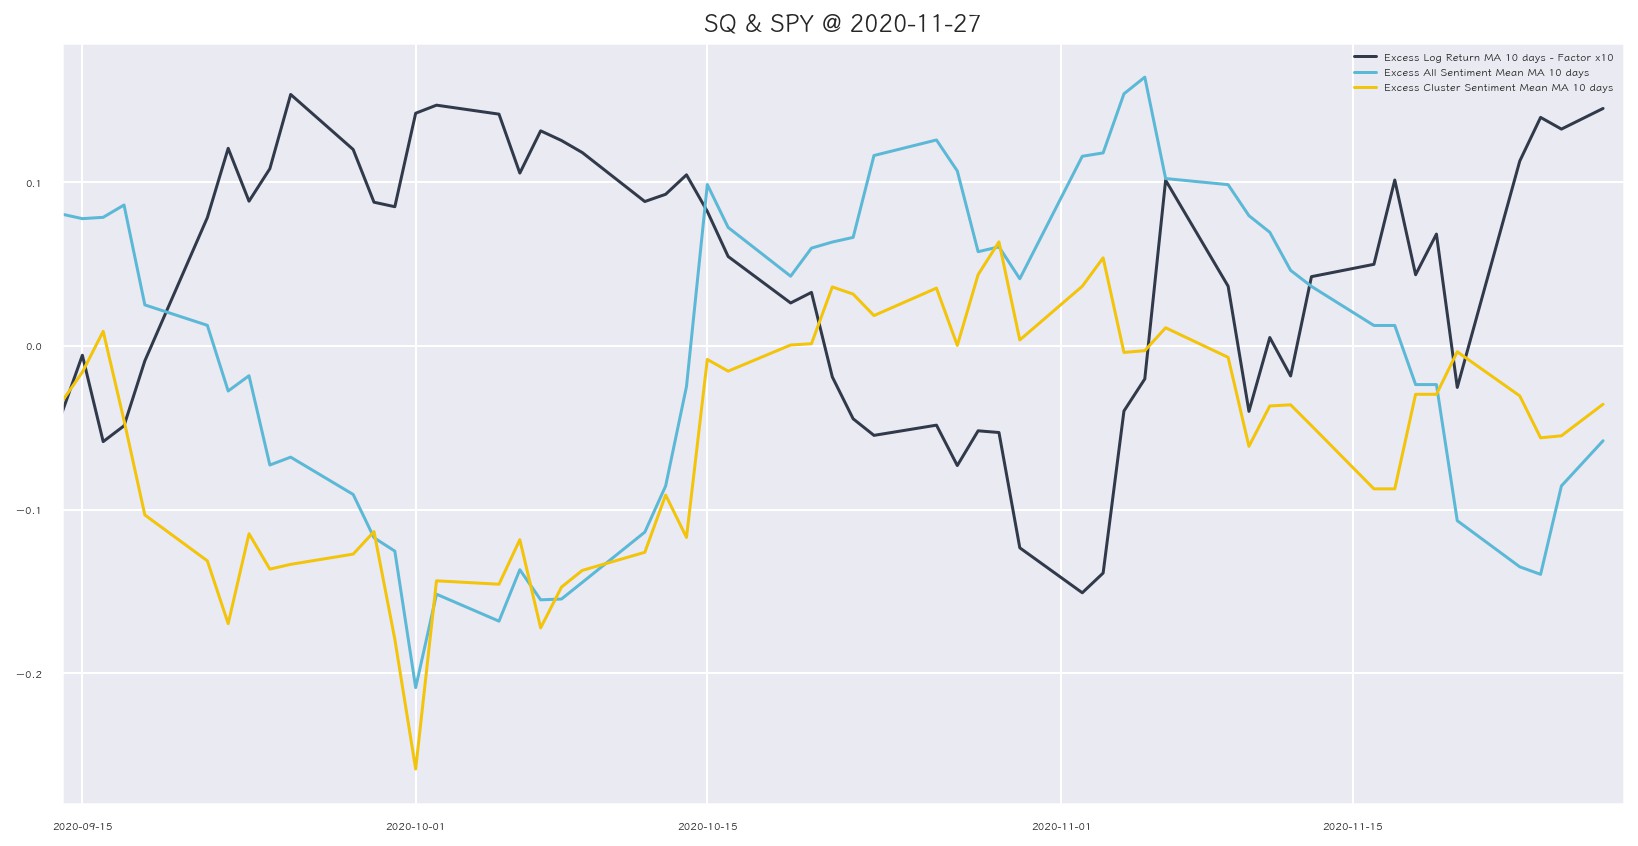 SQ & SPY @ 2020-11-27
Excess Log Return MA 10 days - Factor x10
Excess All Sentiment Mean MA 10 days
Excess Cluster Sentiment Mean MA 10 days
0.1
0.0
−0.1
−0.2
2020-09-15 2020-10-01 2020-10-15 2020-11-01 2020-11-15